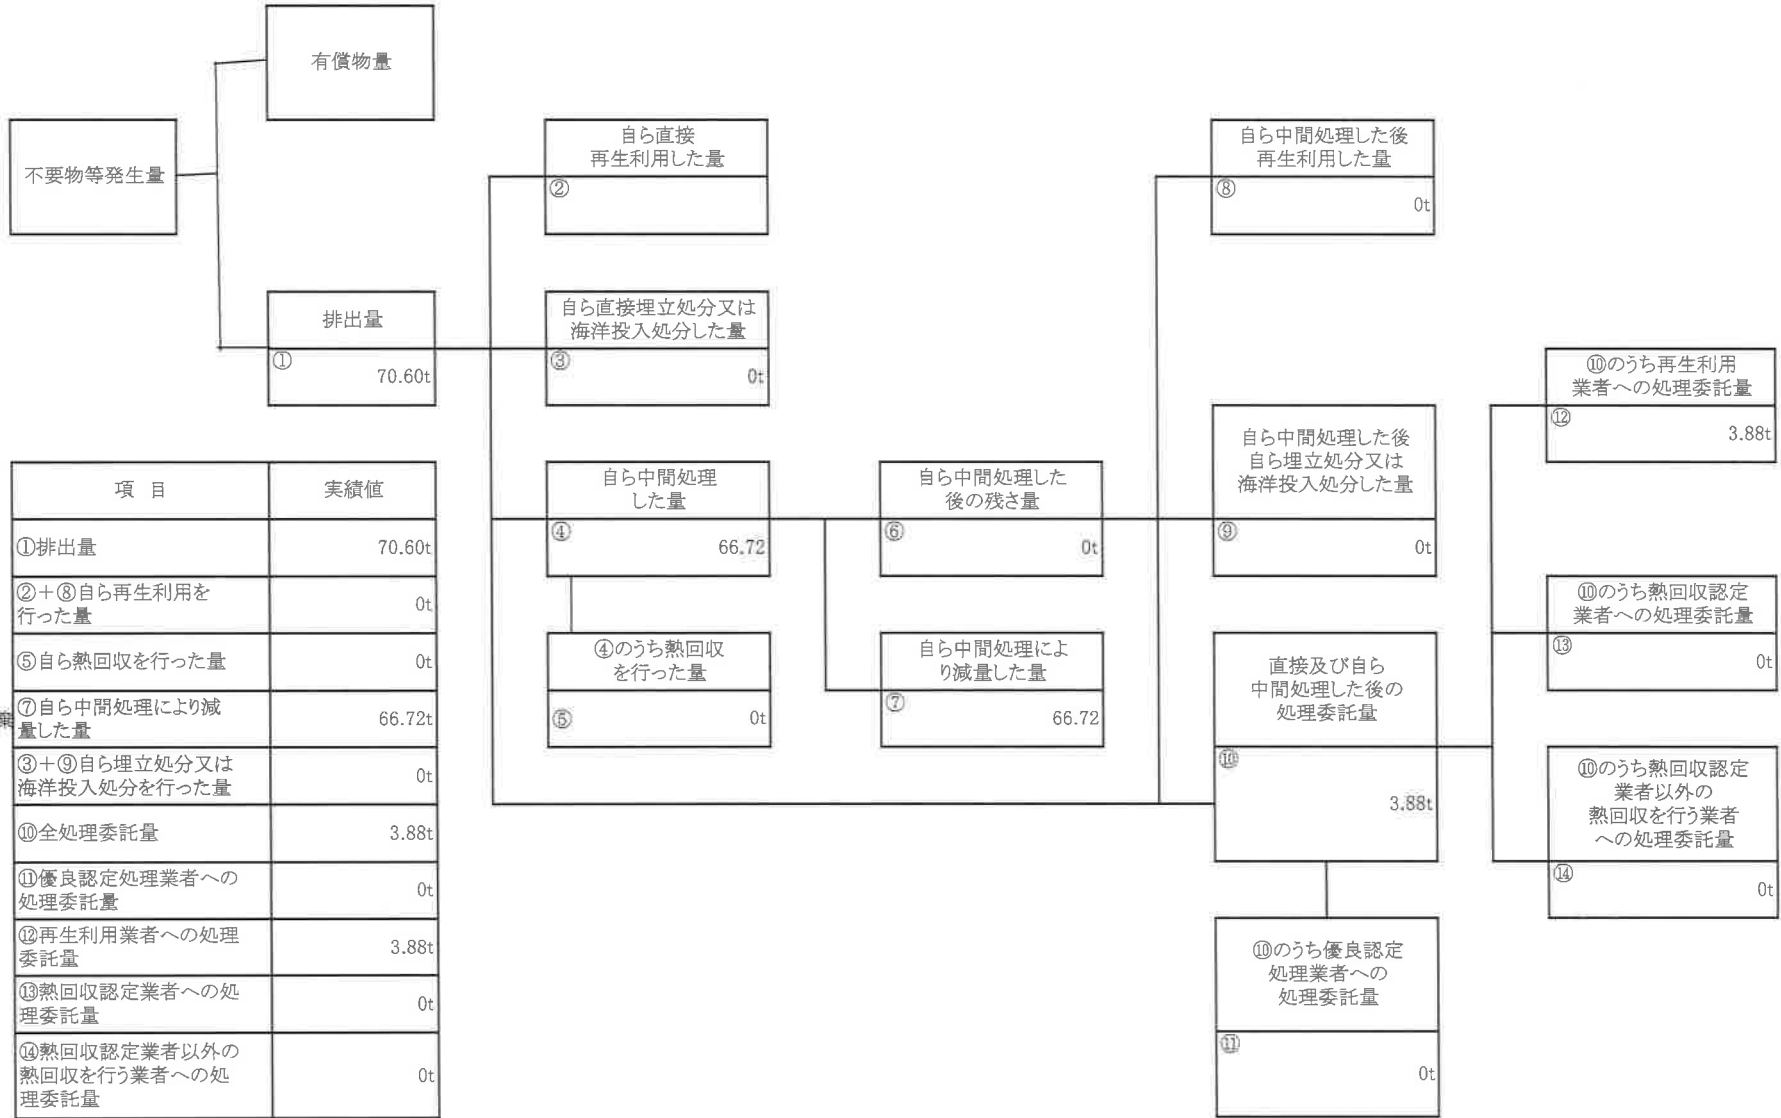 有償物量
不要物等発生量
排出量
①
70.60t
自ら直接
再生利用した量
②
自ら直接埋立処分又は
海洋投入処分した量
③
0t
自ら中間処理
した量
④
66.72
④のうち熱回収
を行った量
⑤
0t
自ら中間処理した
後の残さ量
⑥
0t
自ら中間処理によ
り減量した量
⑦
66.72
自ら中間処理した後
再生利用した量
⑧
0t
自ら中間処理した後
自ら埋立処分又は
海洋投入処分した量
⑨
0t
直接及び自ら
中間処理した後の
処理委託量
⑩
3.88t
⑩のうち優良認定
処理業者への
処理委託量
⑪
0t
⑩のうち再生利用
業者への処理委託量
⑫
3.88t
⑩のうち熱回収認定
業者への処理委託量
⑬
0t
⑩のうち熱回収認定
業者以外の
熱回収を行う業者
への処理委託量
⑭
0t
項 目 実績値
①排出量 70.60t
②+⑧自ら再生利用を
行った量 0t
⑤自ら熱回収を行った量 0t
⑦自ら中間処理により減
量した量 66.72t
③+⑨自ら埋立処分又は
海洋投入処分を行った量 0t
⑩全処理委託量 3.88t
⑪優良認定処理業者への
処理委託量 0t
⑫再生利用業者への処理
委託量 3.88t
⑬熱回収認定業者への処
理委託量 0t
⑭熱回収認定業者以外の
熱回収を行う業者への処
理委託量 0t